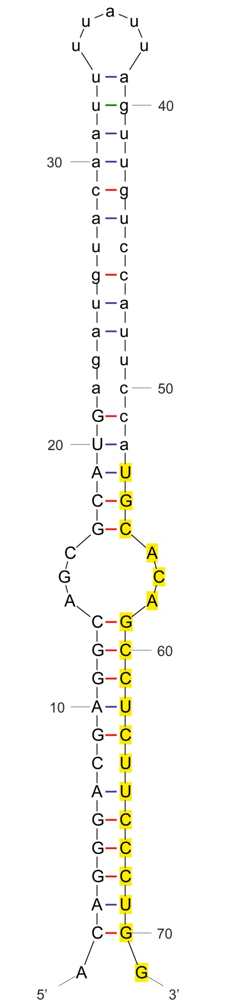 u a u
u u
u a
u g 40
a u
30 a u
c g
a u
u c
g c
u a
a u
g u
a c 50
G c
20 U a
A U
C G
G C
C A
G C
A A
C G
G C 60
G C
10 A U
G C
C U
A U
G C
G C
G C
A U
C G 70
A G
5’ 3’